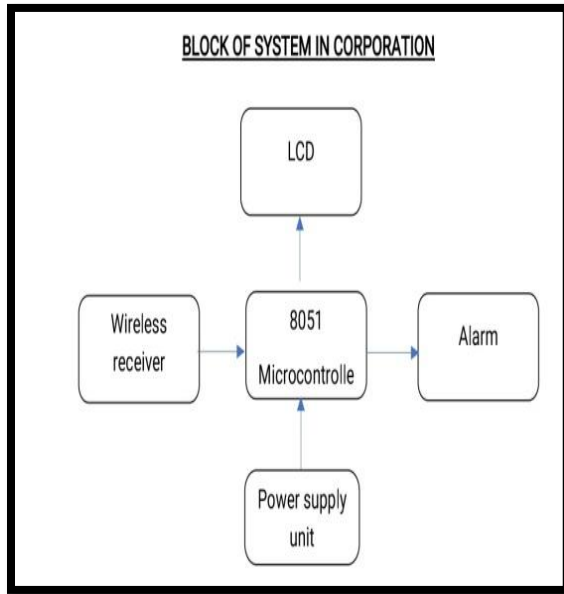 BLOCK OF SYSTEM IN CORPORATION
LCD
Wireless
receiver
8051
Microcontrolle
Alarm
Power supply
unit